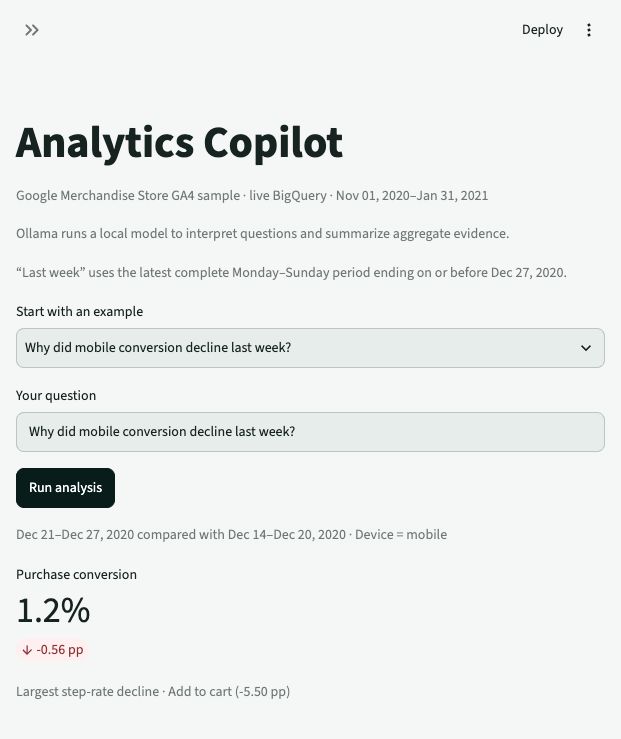 Deploy
Analytics Copilot
Google Merchandise Store GA4 sample · live BigQuery · Nov 01, 2020–Jan 31, 2021
Ollama runs a local model to interpret questions and summarize aggregate evidence.
“Last week” uses the latest complete Monday–Sunday period ending on or before Dec 27, 2020.
Start with an example
Why did mobile conversion decline last week?
Your question
Why did mobile conversion decline last week?
Run analysis
Dec 21–Dec 27, 2020 compared with Dec 14–Dec 20, 2020 · Device = mobile
Purchase conversion
1.2%
↓ -0.56 pp
Largest step-rate decline · Add to cart (-5.50 pp)